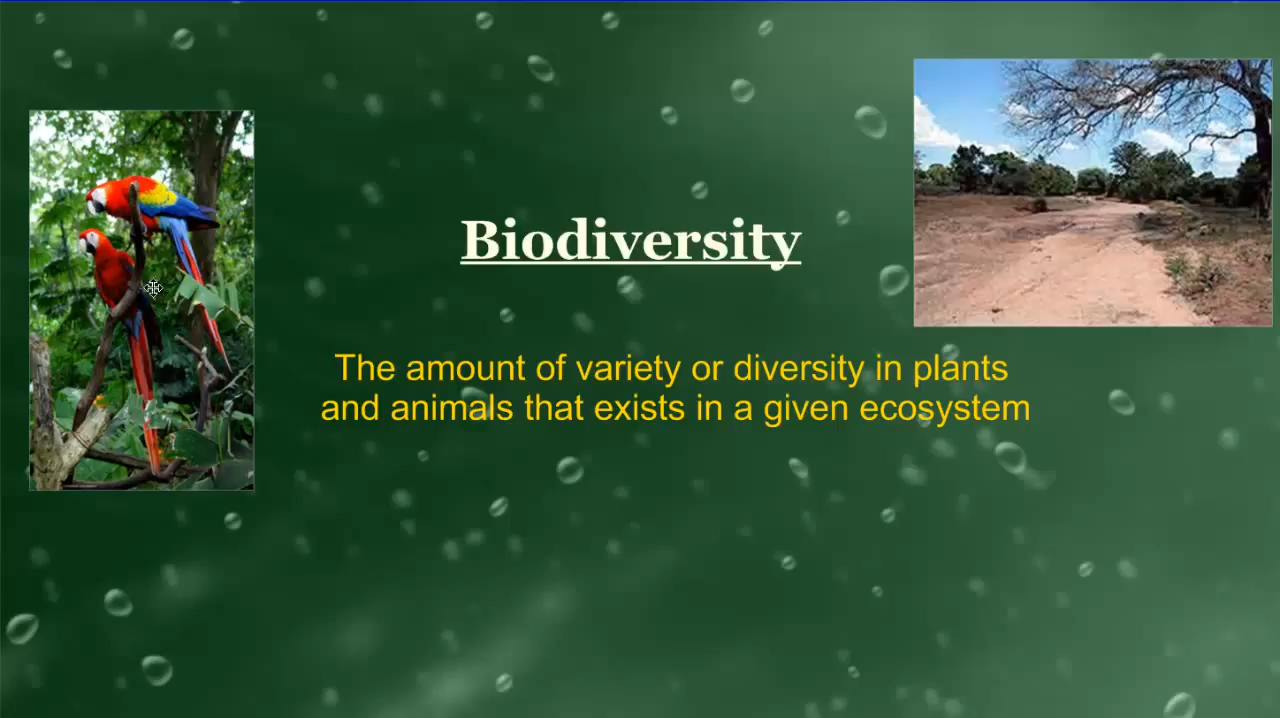 Biodiversity
The amount of variety or diversity in plants
and animals that exists in a given ecosystem